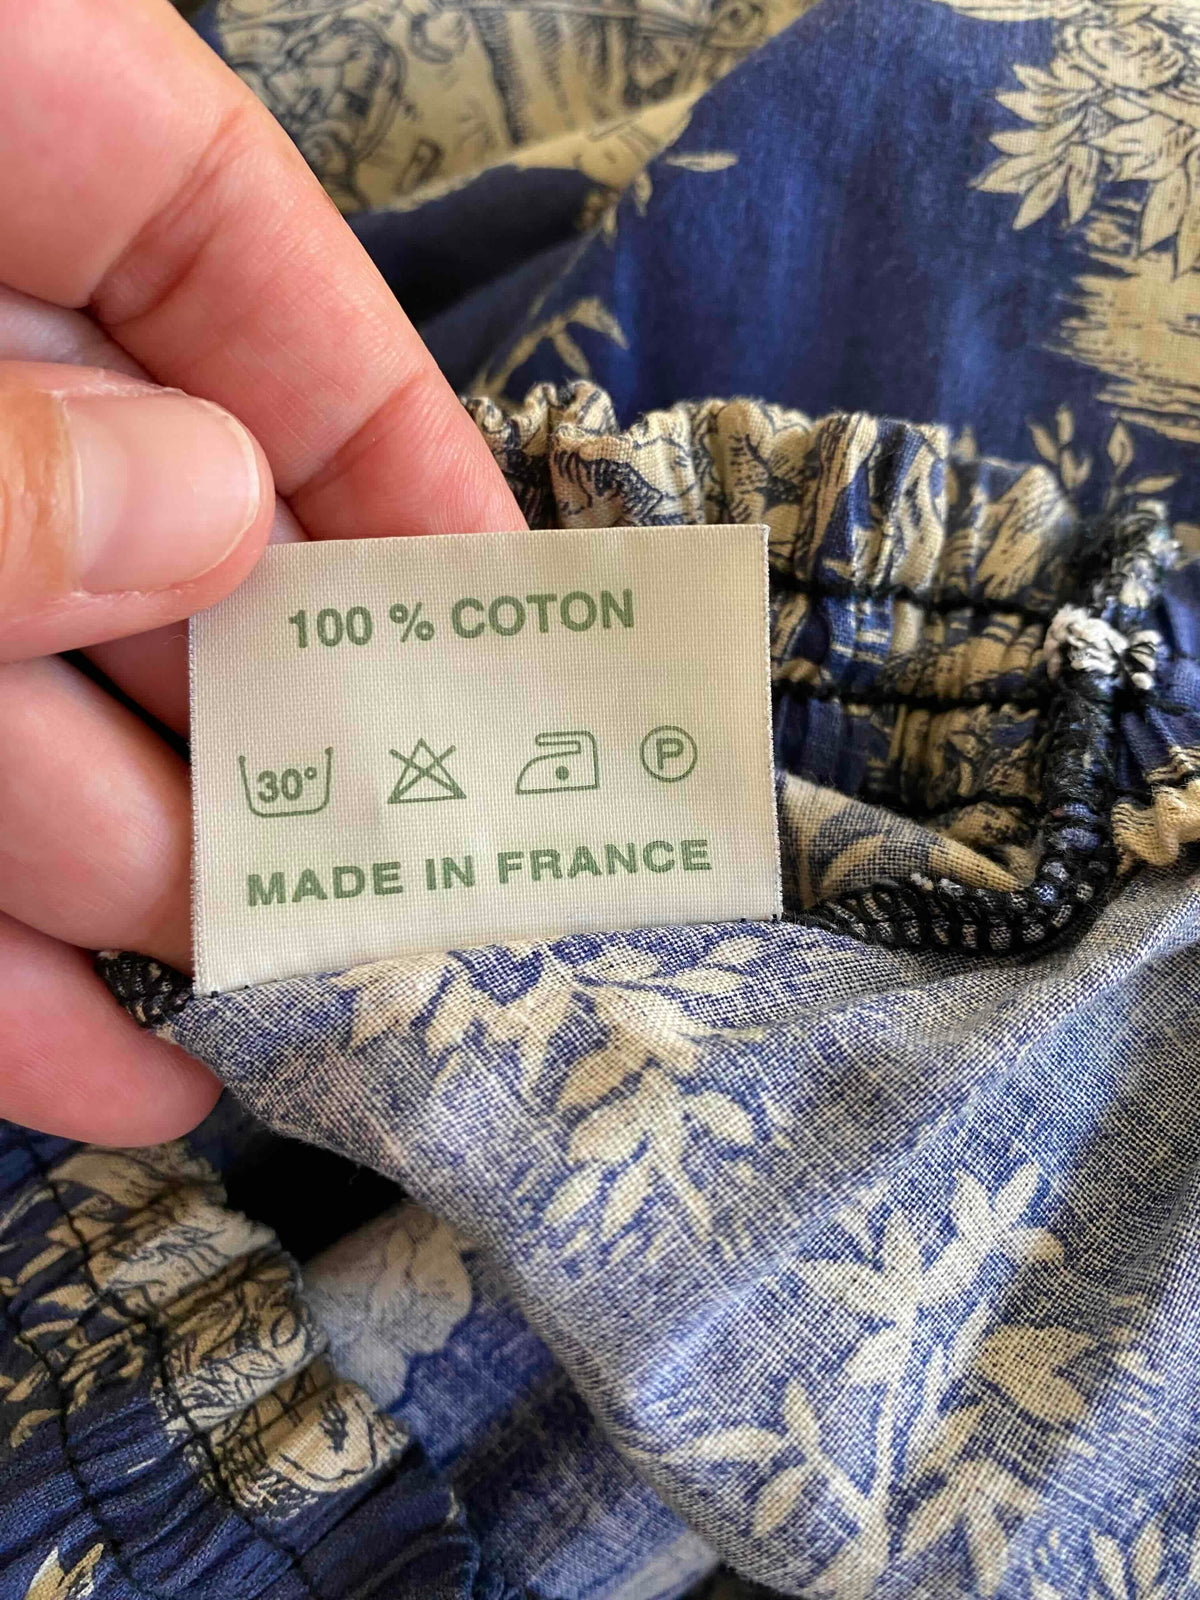 100 % COTON
30° P
MADE IN FRANCE